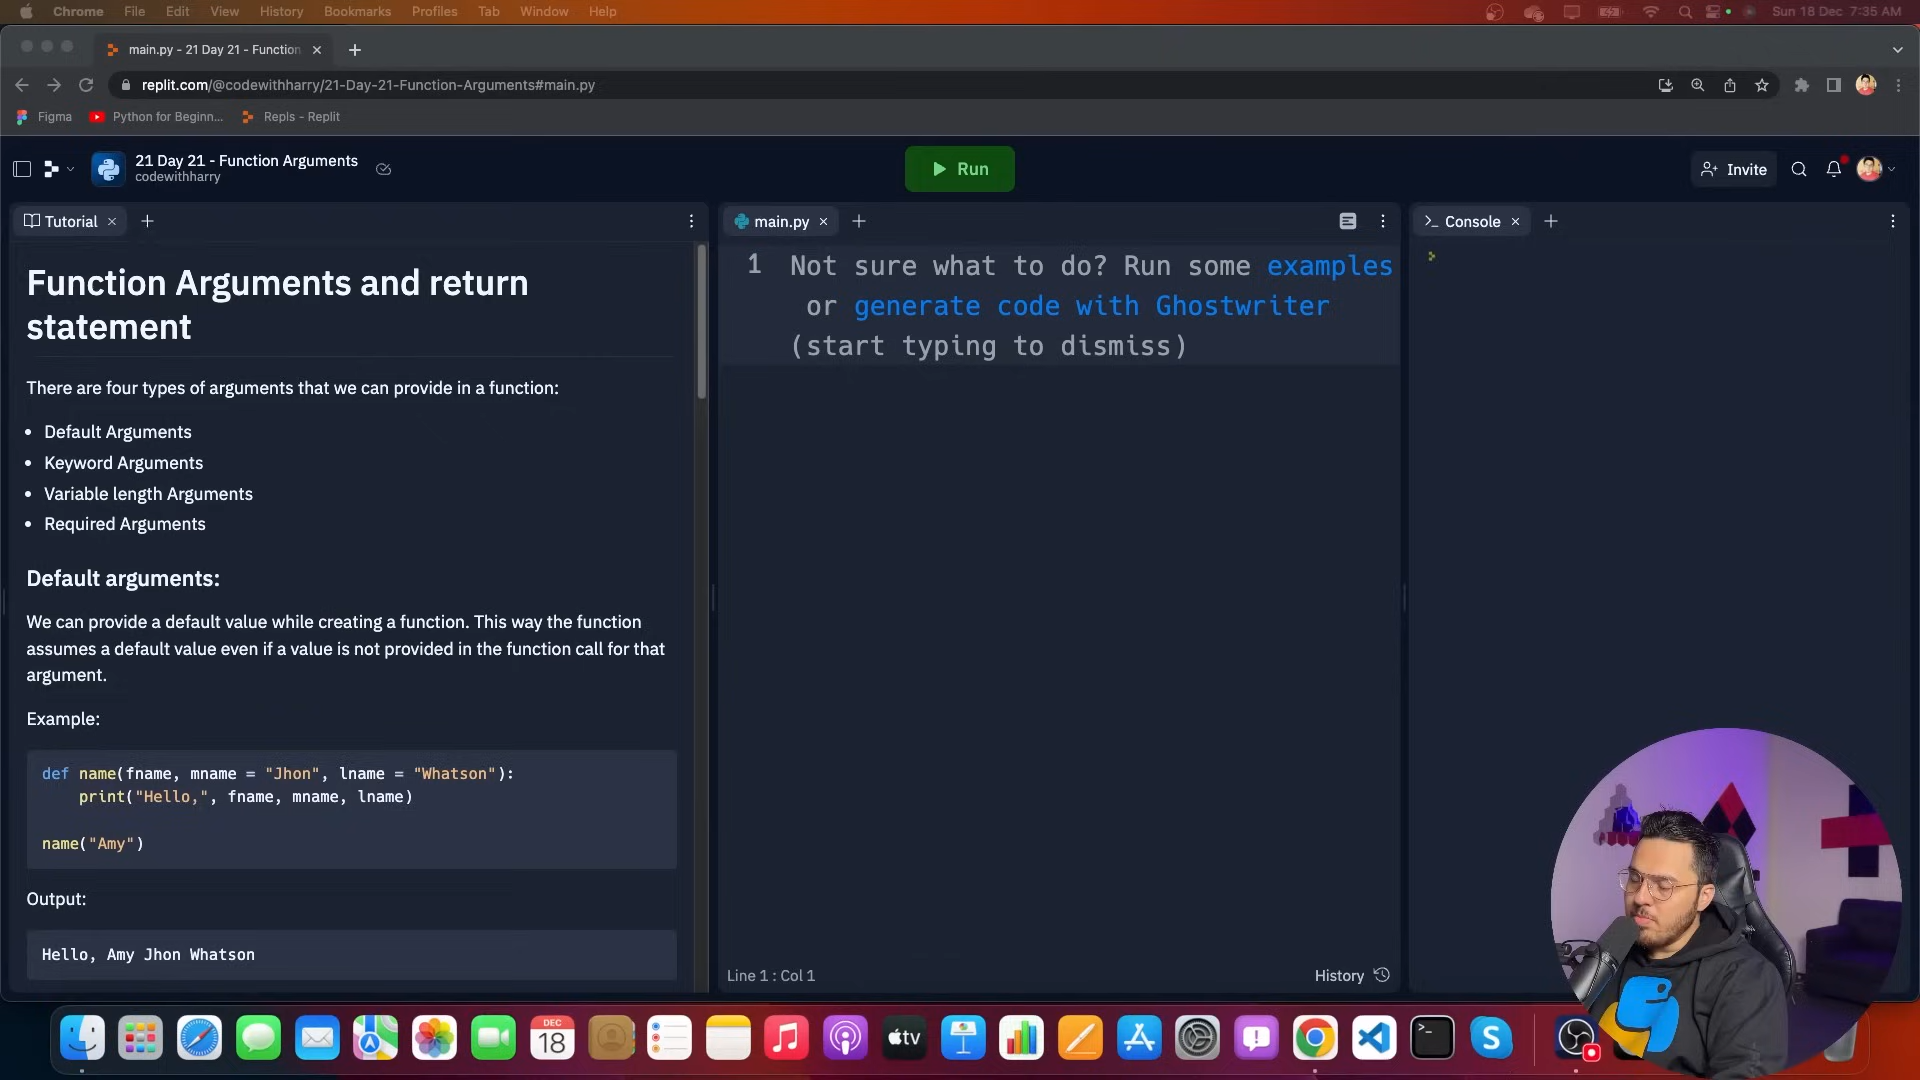 Chrome File Edit View History Bookmarks Profiles Tab Window Help Sun 18 Dec 7:35 AM
main.py - 21 Day 21 - Function
replit.com/@codewithharry/21-Day-21-Function-Arguments#main.py
Figma Python for Beginn... Repls - Replit
21 Day 21 - Function Arguments
codewithharry
Run
Invite
Tutorial
Function Arguments and return
statement
There are four types of arguments that we can provide in a function:
• Default Arguments
• Keyword Arguments
• Variable length Arguments
• Required Arguments
Default arguments:
We can provide a default value while creating a function. This way the function
assumes a default value even if a value is not provided in the function call for that
argument.
Example:
def name(fname, mname = "Jhon", lname = "Whatson"):
print("Hello,", fname, mname, lname)
name("Amy")
Output:
Hello, Amy Jhon Whatson
main.py
1 Not sure what to do? Run some examples
or generate code with Ghostwriter
(start typing to dismiss)
Line 1 : Col 1
History
Console
DEC
18
tv